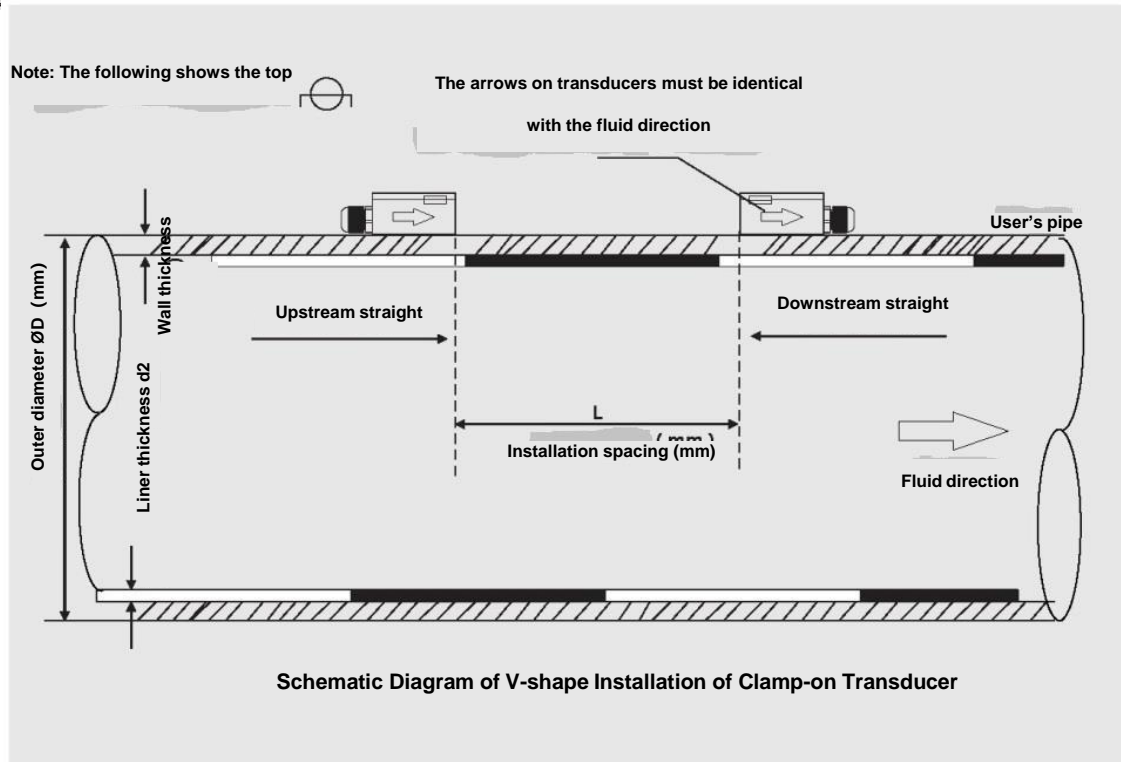 Note: The following shows the top
The arrows on transducers must be identical
with the fluid direction
User's pipe
Wall thickness
Outer diameter ØD (mm)
Upstream straight
Downstream straight
Liner thickness d2
L
Installation spacing (mm)
Fluid direction
Schematic Diagram of V-shape Installation of Clamp-on Transducer